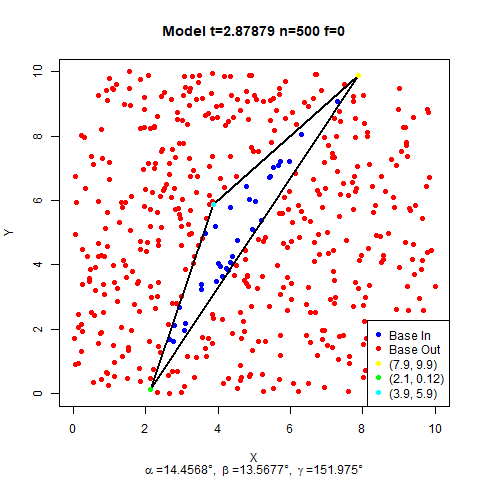 Model t=2.87879 n=500 f=0
10
8
6
4
2
0
Y
Base In
Base Out
(7.9, 9.9)
(2.1, 0.12)
(3.9, 5.9)
0 2 4 6 8 10
X
α=14.4568°, β=13.5677°, γ=151.975°